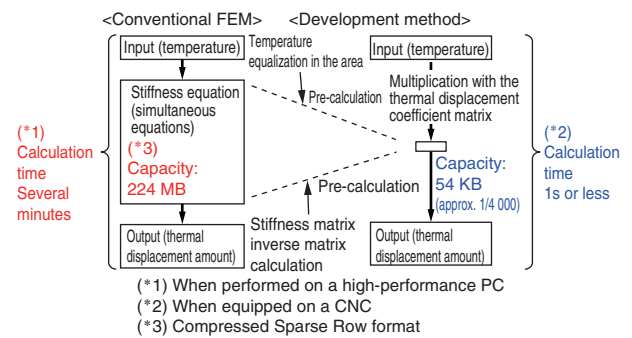 <Conventional FEM>
<Development method>
Input (temperature)
Temperature
equalization in the area
Input (temperature)
Stiffness equation
(simultaneous
equations)
(*3)
Capacity:
224 MB
Pre-calculation
Multiplication with the
thermal displacement
coefficient matrix
(*1)
Calculation
time
Several
minutes
(*2)
Calculation
time
1s or less
Capacity:
54 KB
(approx. 1/4 000)
Pre-calculation
Stiffness matrix
inverse matrix
calculation
Output (thermal
displacement amount)
Output (thermal
displacement amount)
(*1) When performed on a high-performance PC
(*2) When equipped on a CNC
(*3) Compressed Sparse Row format